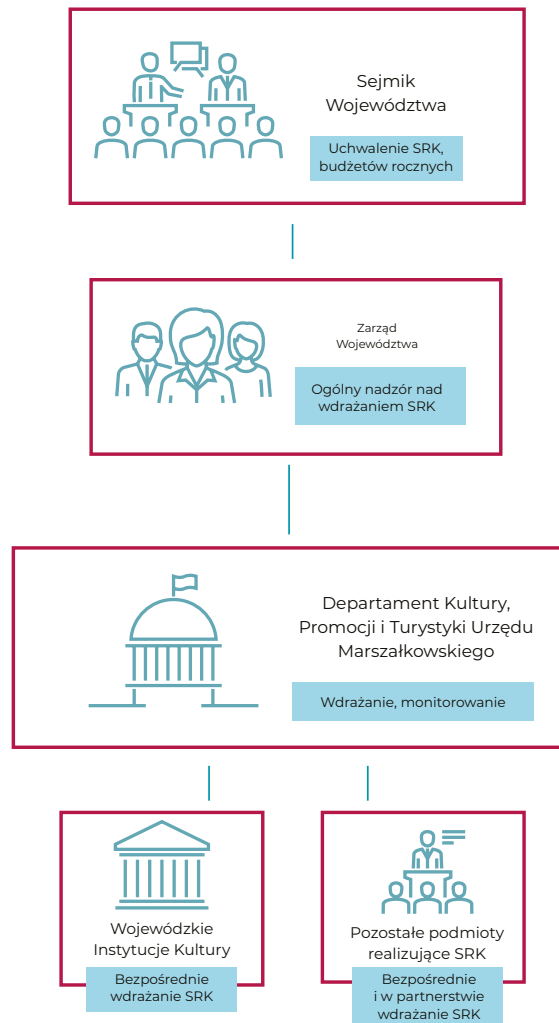 Sejmik
Województwa
Uchwalenie SRK,
budżetów rocznych
Zarząd
Województwa
Ogólny nadzór nad
wdrażaniem SRK
Departament Kultury,
Promocji i Turystyki Urzędu
Marszałkowskiego
Wdrażanie, monitorowanie
Wojewódzkie
Instytucje Kultury
Bezpośrednie
wdrażanie SRK
Pozostałe podmioty
realizujące SRK
Bezpośrednie
i w partnerstwie
wdrażanie SRK